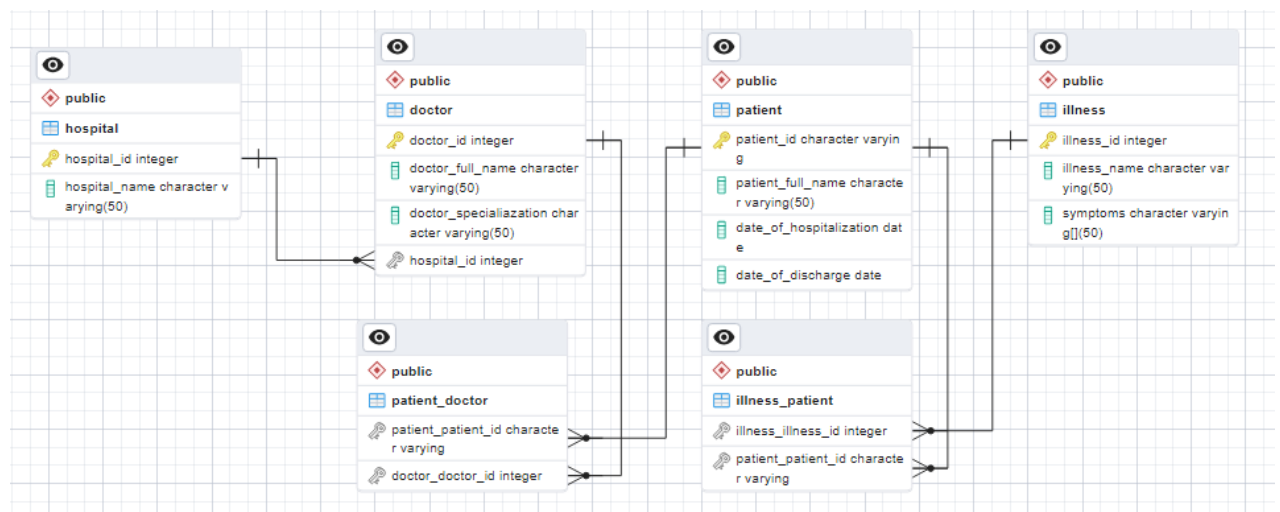 public
hospital
hospital_id integer
hospital_name character v
arying(50)
public
doctor
doctor_id integer
doctor_full_name character
varying(50)
doctor_specialiazation char
acter varying(50)
hospital_id integer
public
patient
patient_id character varyin
g
patient_full_name characte
r varying(50)
date_of_hospitalization dat
e
date_of_discharge date
public
illness
illness_id integer
illness_name character var
ying(50)
symptoms character varyin
g[](50)
public
patient_doctor
patient_patient_id characte
r varying
doctor_doctor_id integer
public
illness_patient
illness_illness_id integer
patient_patient_id characte
r varying